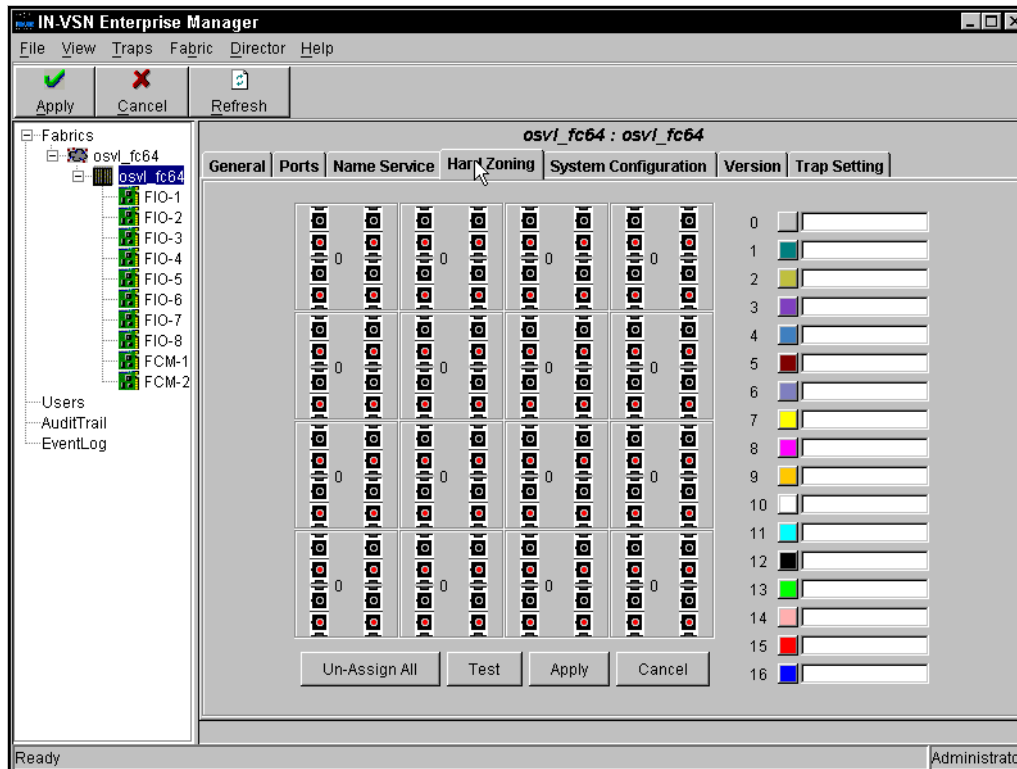 IN-VSN Enterprise Manager
File View Traps Fabric Director Help
Apply Cancel Refresh
Fabrics
osvl_fc64
osvl_fc64
FIO-1
FIO-2
FIO-3
FIO-4
FIO-5
FIO-6
FIO-7
FIO-8
FCM-1
FCM-2
Users
AuditTrail
EventLog
osvl_fc64 : osvl_fc64
General Ports Name Service Hard Zoning System Configuration Version Trap Setting
0 0 0 0
0 0 0 0
0 0 0 0
0 0 0 0
Un-Assign All Test Apply Cancel
0
1
2
3
4
5
6
7
8
9
10
11
12
13
14
15
16
Ready
Administrato